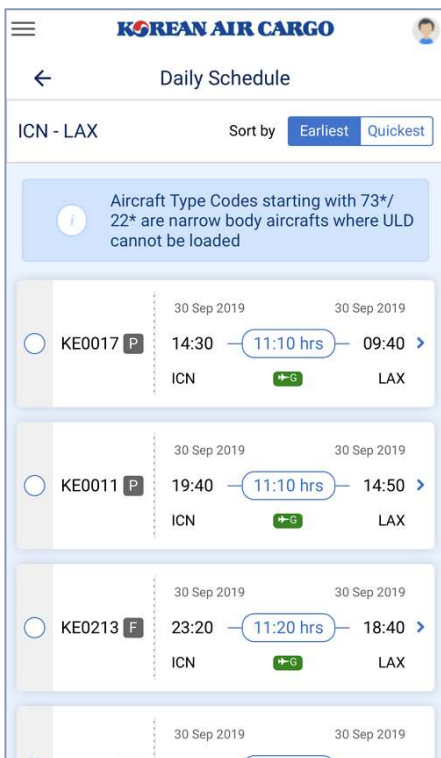 KOREAN AIR CARGO
Daily Schedule
ICN - LAX Sort by Earliest Quickest
i Aircraft Type Codes starting with 73*/
22* are narrow body aircrafts where ULD
cannot be loaded
30 Sep 2019 30 Sep 2019
KE0017 P 14:30 11:10 hrs 09:40
ICN G LAX
30 Sep 2019 30 Sep 2019
KE0011 P 19:40 11:10 hrs 14:50
ICN G LAX
30 Sep 2019 30 Sep 2019
KE0213 F 23:20 11:20 hrs 18:40
ICN G LAX
30 Sep 2019 30 Sep 2019